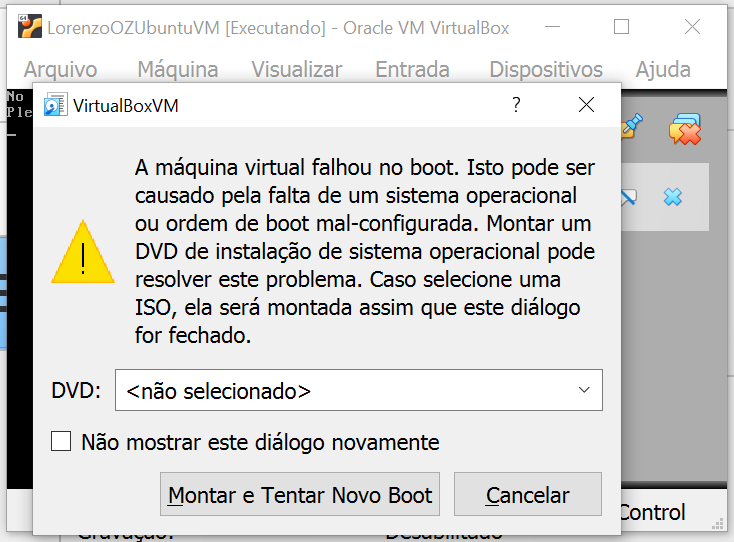 LorenzoOZUbuntuVM [Executando] - Oracle VM VirtualBox
Arquivo Máquina Visualizar Entrada Dispositivos Ajuda
No
Ple
VirtualBoxVM ?
A máquina virtual falhou no boot. Isto pode ser
causado pela falta de um sistema operacional
ou ordem de boot mal-configurada. Montar um
DVD de instalação de sistema operacional pode
resolver este problema. Caso selecione uma
ISO, ela será montada assim que este diálogo
for fechado.
DVD: <não selecionado>
Não mostrar este diálogo novamente
Montar e Tentar Novo Boot Cancelar
Control
Gravação: Desabilitado